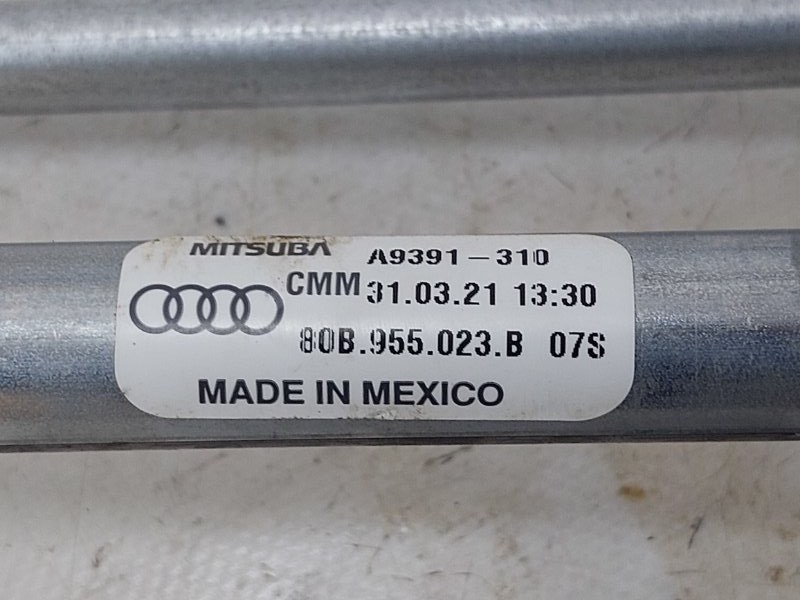 MITSUBA A9391-310
CMM 31.03.21 13:30
80B.955.023.B 07S
MADE IN MEXICO